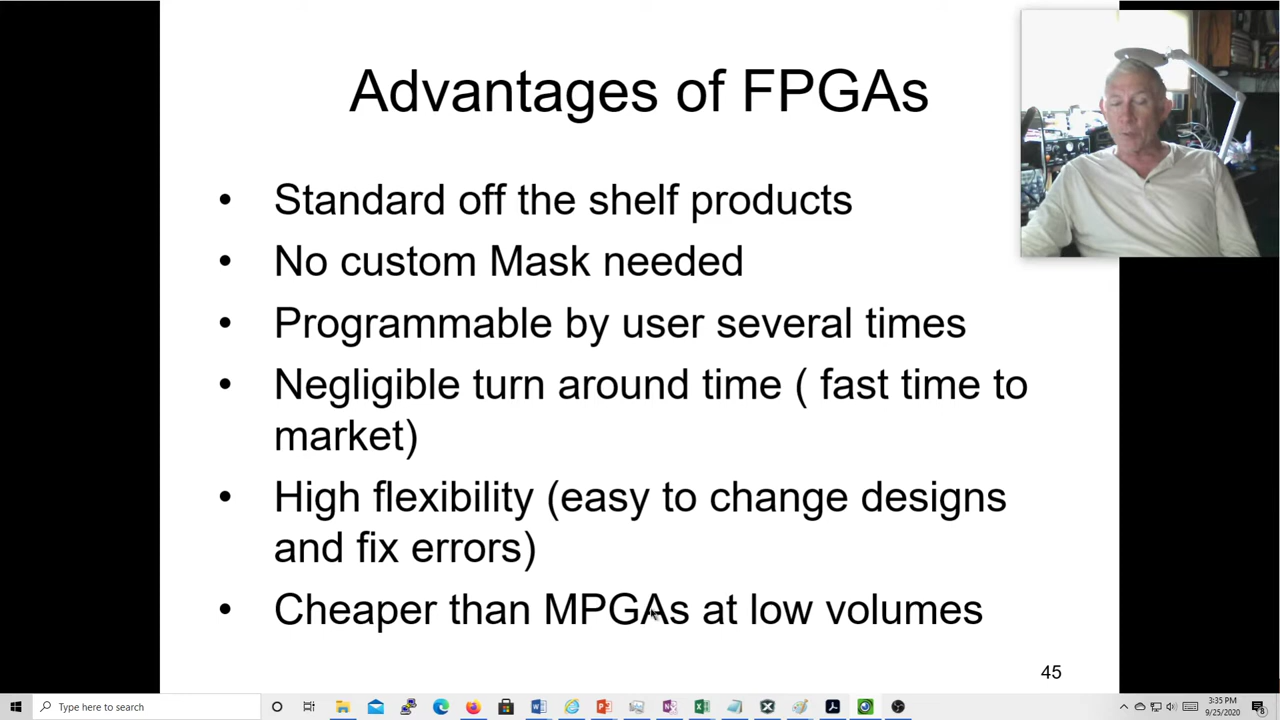 Advantages of FPGAs
• Standard off the shelf products
• No custom Mask needed
• Programmable by user several times
• Negligible turn around time ( fast time to
market)
• High flexibility (easy to change designs
and fix errors)
• Cheaper than MPGAs at low volumes
45
Type here to search
3:35 PM
9/25/2020